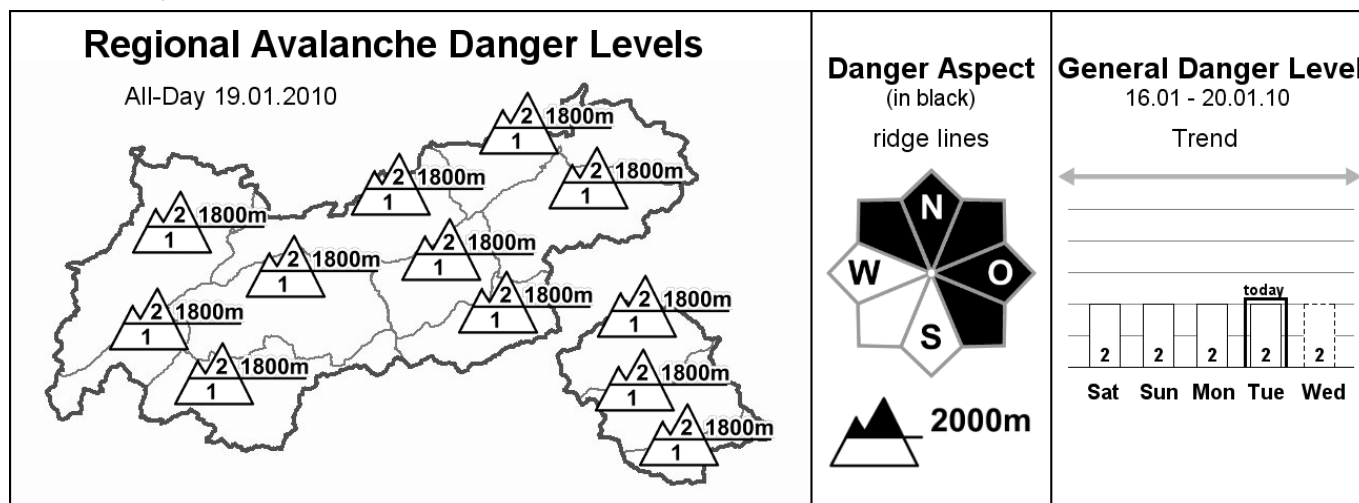 Regional Avalanche Danger Levels
All-Day 19.01.2010
2 1800m
1
2 1800m
1
2 1800m
1
2 1800m
1
2 1800m
1
2 1800m
1
2 1800m
1
2 1800m
1
2 1800m
1
2 1800m
1
2 1800m
1
2 1800m
1
Danger Aspect
(in black)
ridge lines
N
W
O
S
2000m
General Danger Level
16.01 - 20.01.10
Trend
today
2 2 2 2 2
Sat Sun Mon Tue Wed